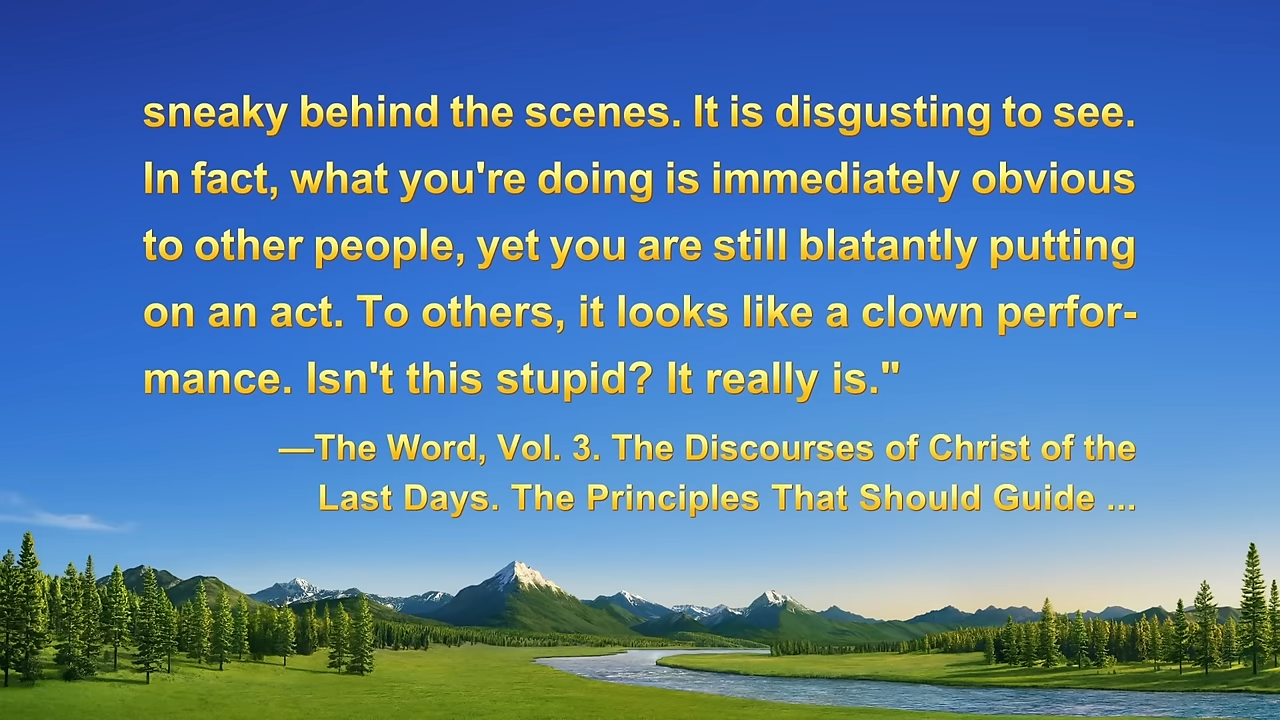 sneaky behind the scenes. It is disgusting to see.
In fact, what you're doing is immediately obvious
to other people, yet you are still blatantly putting
on an act. To others, it looks like a clown perfor-
mance. Isn't this stupid? It really is."
—The Word, Vol. 3. The Discourses of Christ of the
Last Days. The Principles That Should Guide ...